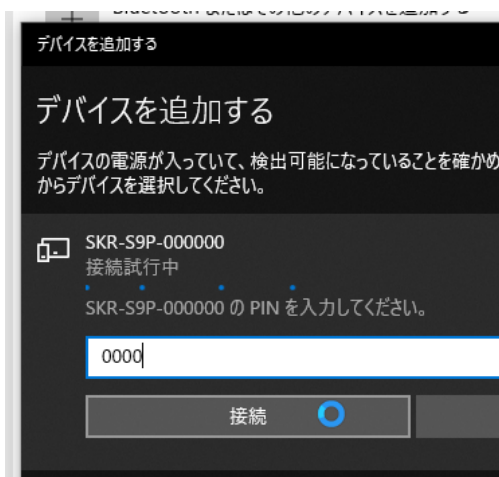 デバイスを追加する
デバイスを追加する
デバイスの電源が入っていて、検出可能になっていることを確かめ
からデバイスを選択してください。
SKR-S9P-000000
接続試行中
SKR-S9P-000000 の PIN を入力してください。
0000
接続